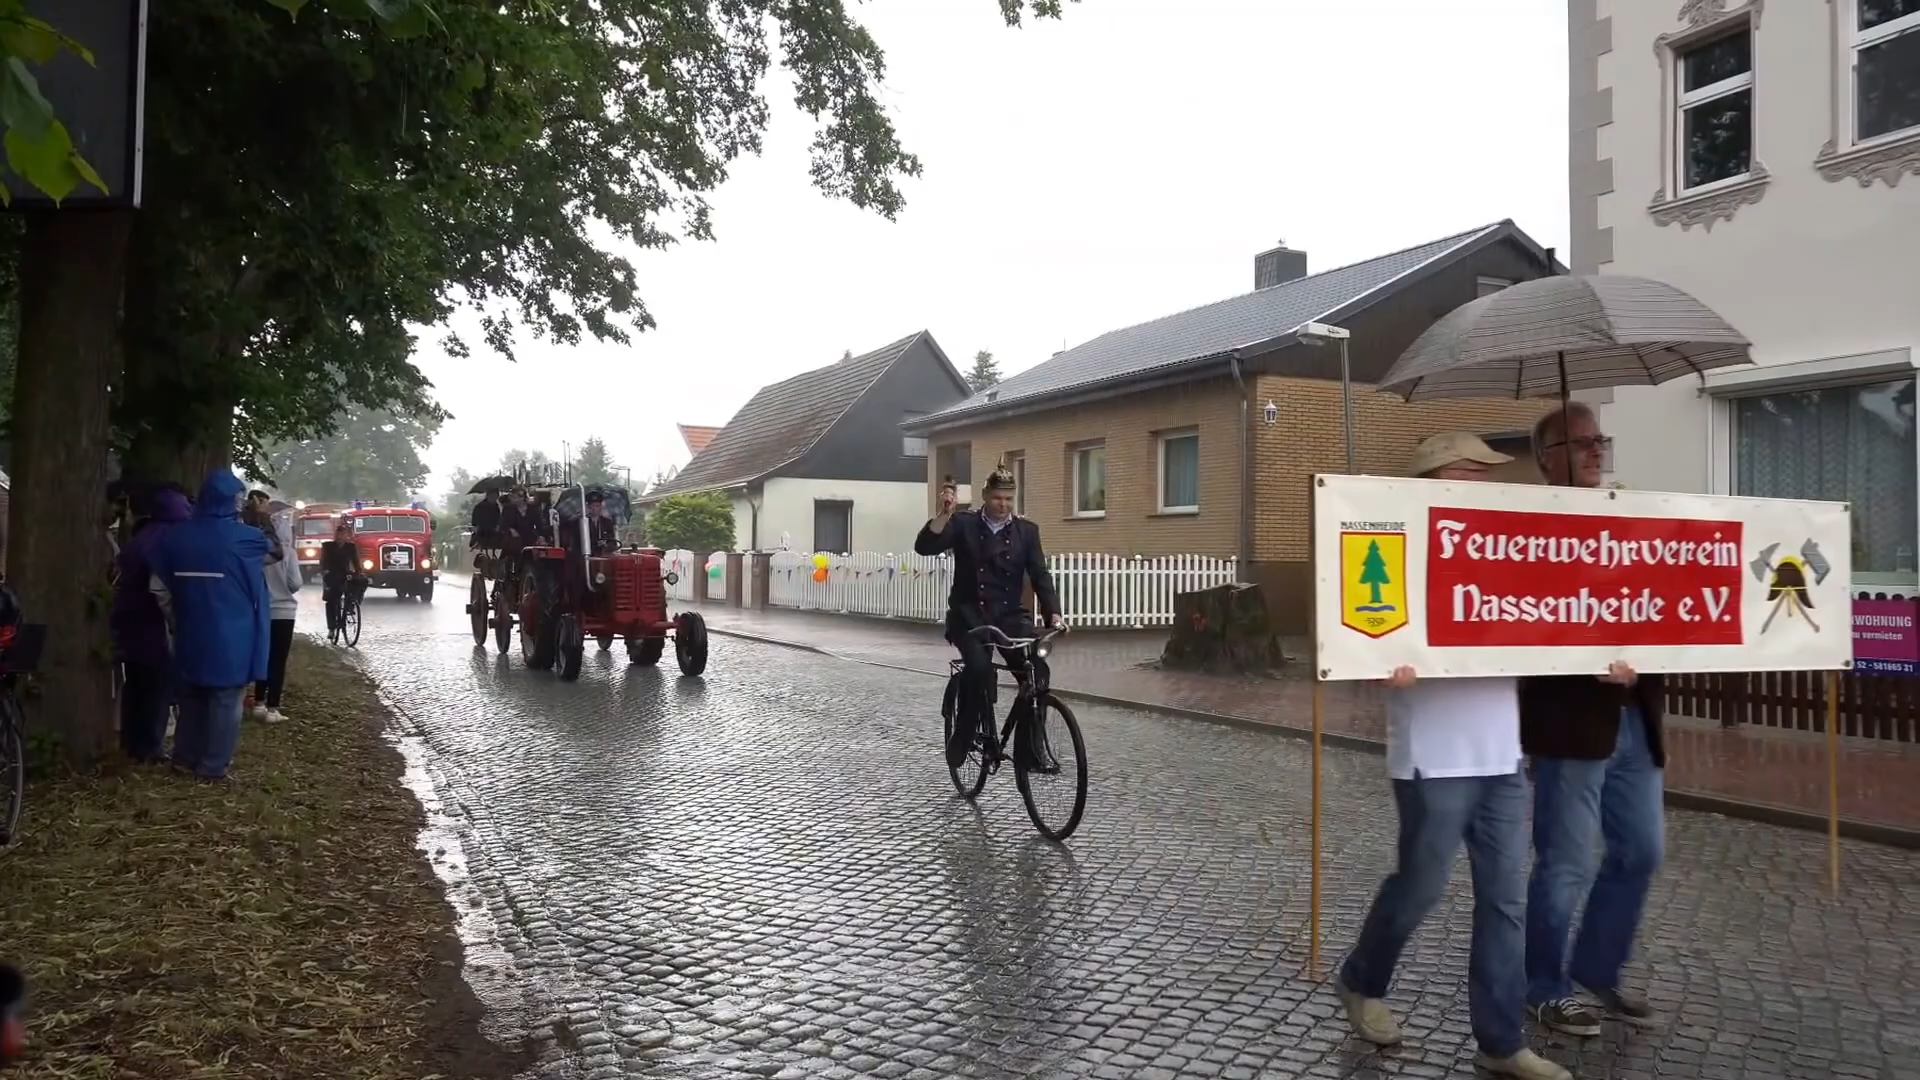 NASSENHEIDE
Feuerwehrverein
Nassenheide e.V.
WOHNUNG
zu vermieten
52 - 581665 31